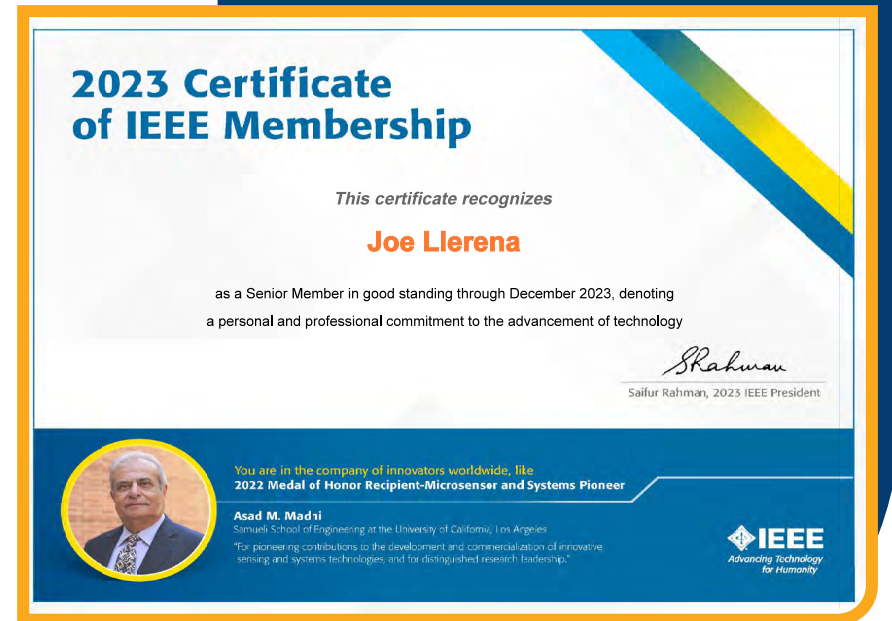 2023 Certificate
of IEEE Membership
This certificate recognizes
Joe Llerena
as a Senior Member in good standing through December 2023, denoting
a personal and professional commitment to the advancement of technology
SRahman
Saifur Rahman, 2023 IEEE President
You are in the company of innovators worldwide, like
2022 Medal of Honor Recipient-Microsensor and Systems Pioneer
Asad M. Madni
Samueli School of Engineering at the University of California, Los Angeles
"For pioneering contributions to the development and commercialization of innovative
sensing and systems technologies, and for distinguished research leadership."
IEEE
Advancing Technology
for Humanity